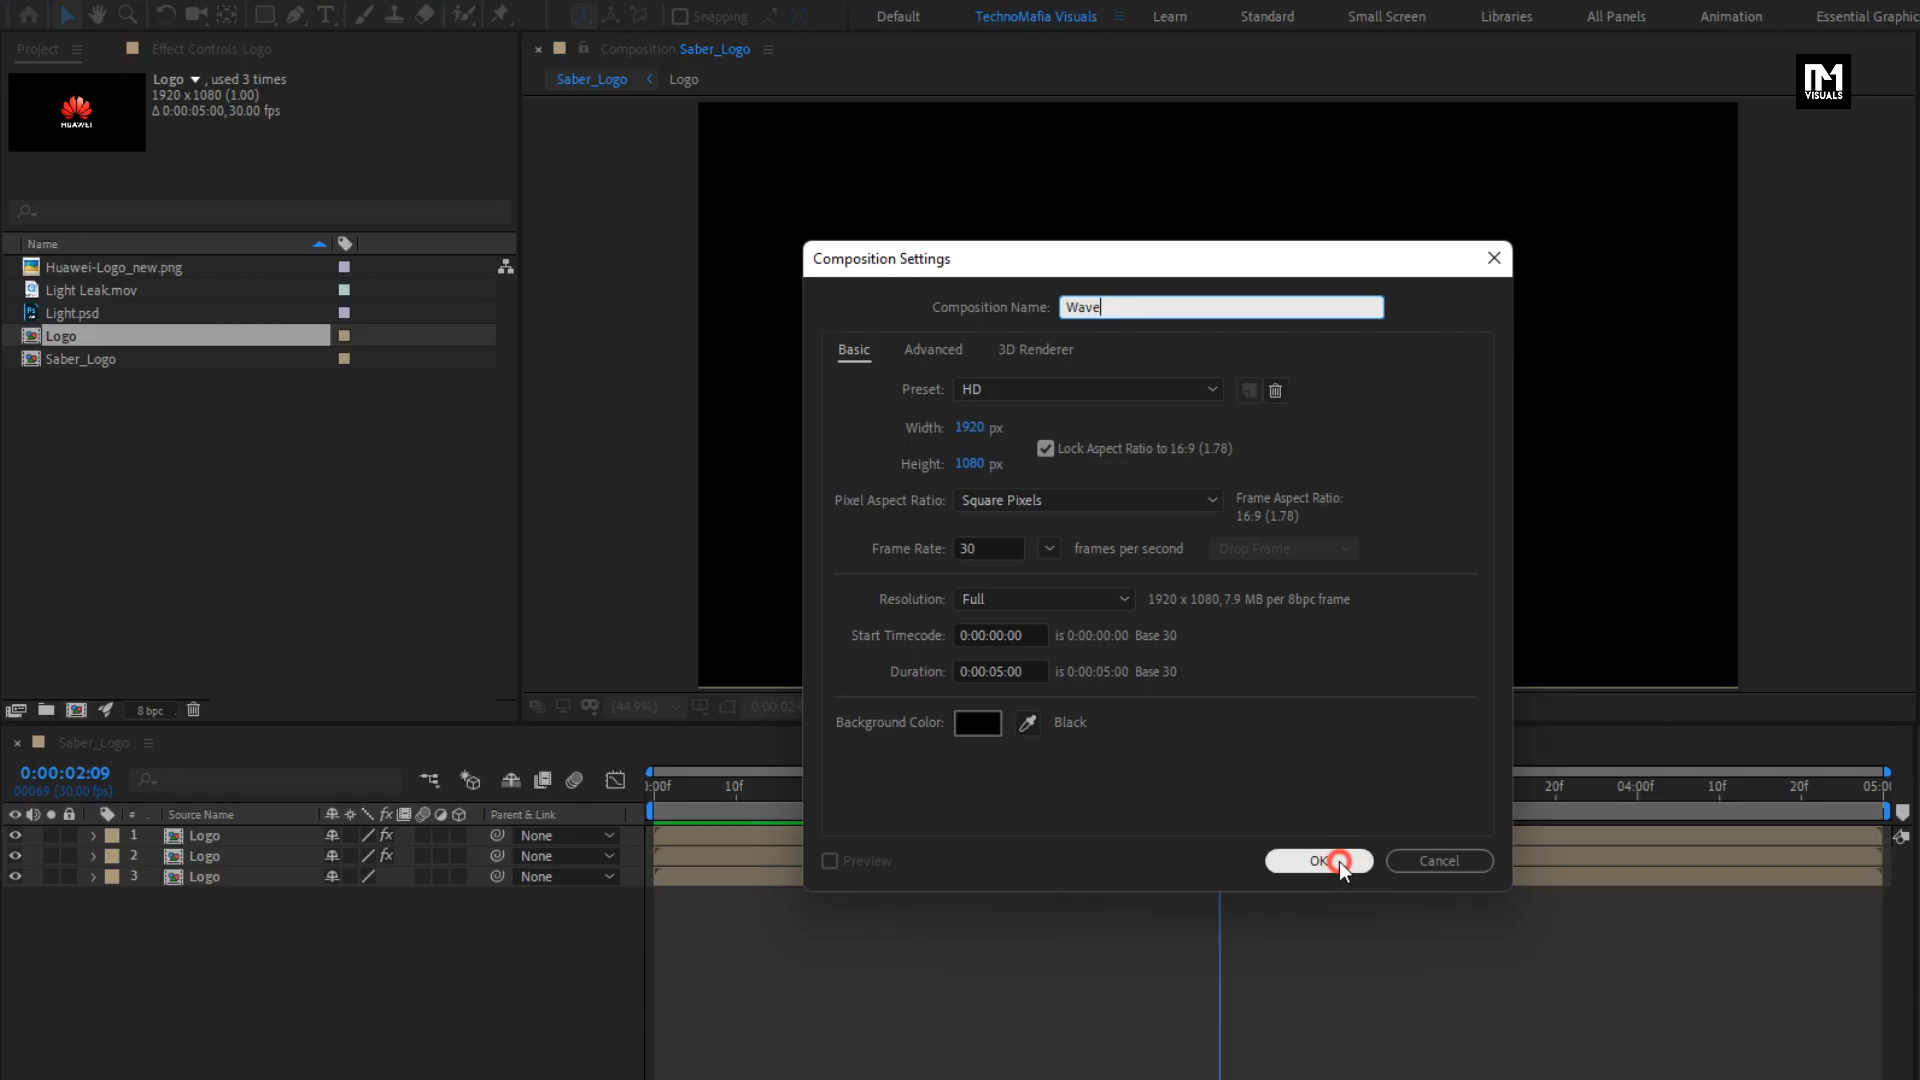 Snapping
Default
TechnoMafia Visuals
Learn
Standard
Small Screen
Libraries
All Panels
Animation
Essential Graphic
Project
Effect Controls Logo
Composition Saber_Logo
Logo , used 3 times
1920 x 1080 (1.00)
Δ 0:00:05:00, 30.00 fps
HUAWEI
Saber_Logo
Logo
VISUALS
Name
Huawei-Logo_new.png
Light Leak.mov
Light.psd
Logo
Saber_Logo
Composition Settings
Composition Name: Wave
Basic
Advanced
3D Renderer
Preset: HD
Width: 1920 px
Lock Aspect Ratio to 16:9 (1.78)
Height: 1080 px
Pixel Aspect Ratio: Square Pixels
Frame Aspect Ratio:
16:9 (1.78)
Frame Rate: 30 frames per second Drop Frame
Resolution: Full 1920 x 1080, 7.9 MB per 8bpc frame
Start Timecode: 0:00:00:00 is 0:00:00:00 Base 30
Duration: 0:00:05:00 is 0:00:05:00 Base 30
Background Color: Black
Preview
OK
Cancel
8 bpc
(44.9%)
Saber_Logo
0:00:02:09
00069 (30.00 fps)
:00f
10f
20f
04:00f
10f
20f
# Source Name
Parent & Link
1 Logo None
2 Logo None
3 Logo None